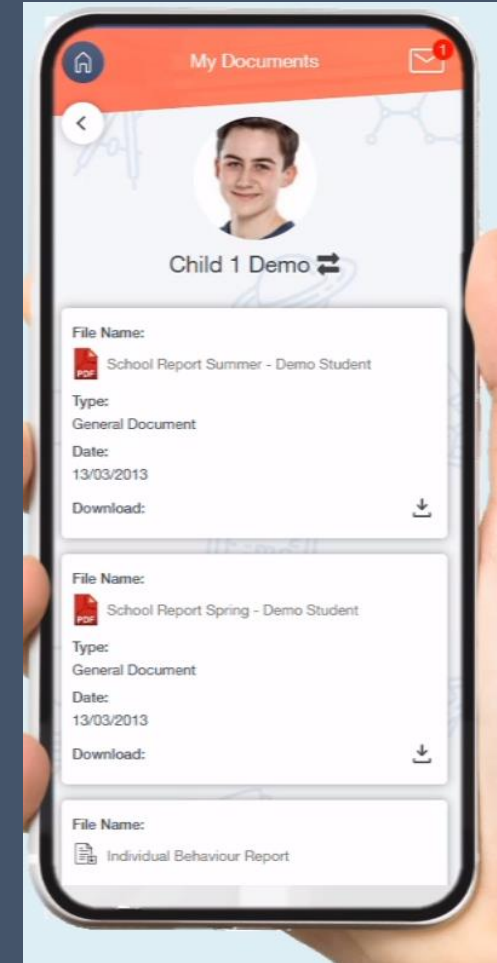 My Documents
1
Child 1 Demo
File Name:
PDF
School Report Summer - Demo Student
Type:
General Document
Date:
13/03/2013
Download:
File Name:
PDF
School Report Spring - Demo Student
Type:
General Document
Date:
13/03/2013
Download:
File Name:
Individual Behaviour Report